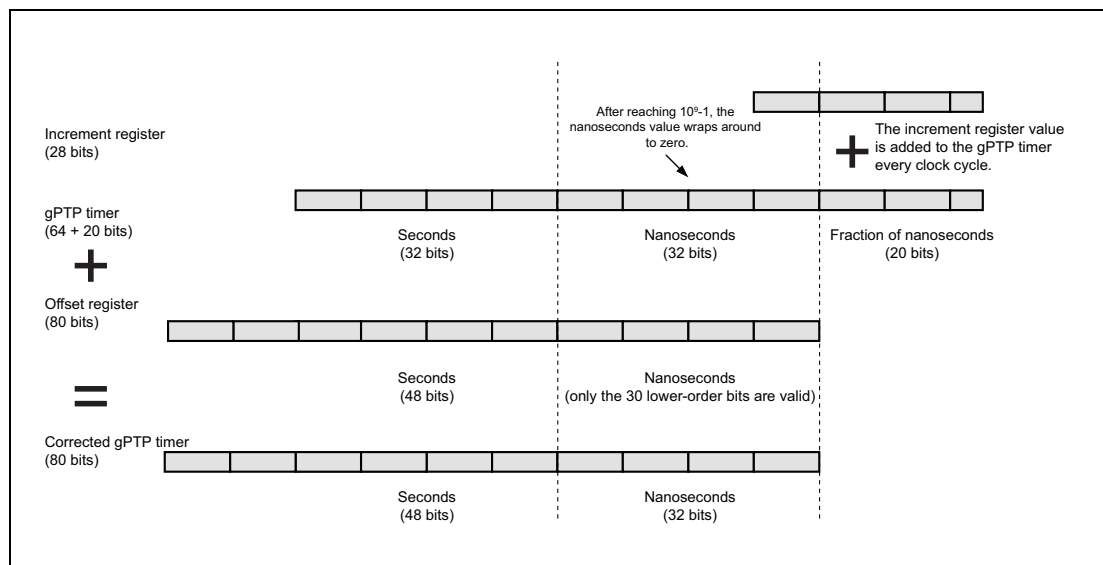 After reaching 10⁹-1, the
nanoseconds value wraps around
to zero.
Increment register
(28 bits)
The increment register value
is added to the gPTP timer
every clock cycle.
+
gPTP timer
(64 + 20 bits)
Seconds
(32 bits)
Nanoseconds
(32 bits)
Fraction of nanoseconds
(20 bits)
+
Offset register
(80 bits)
Seconds
(48 bits)
Nanoseconds
(only the 30 lower-order bits are valid)
=
Corrected gPTP timer
(80 bits)
Seconds
(48 bits)
Nanoseconds
(32 bits)